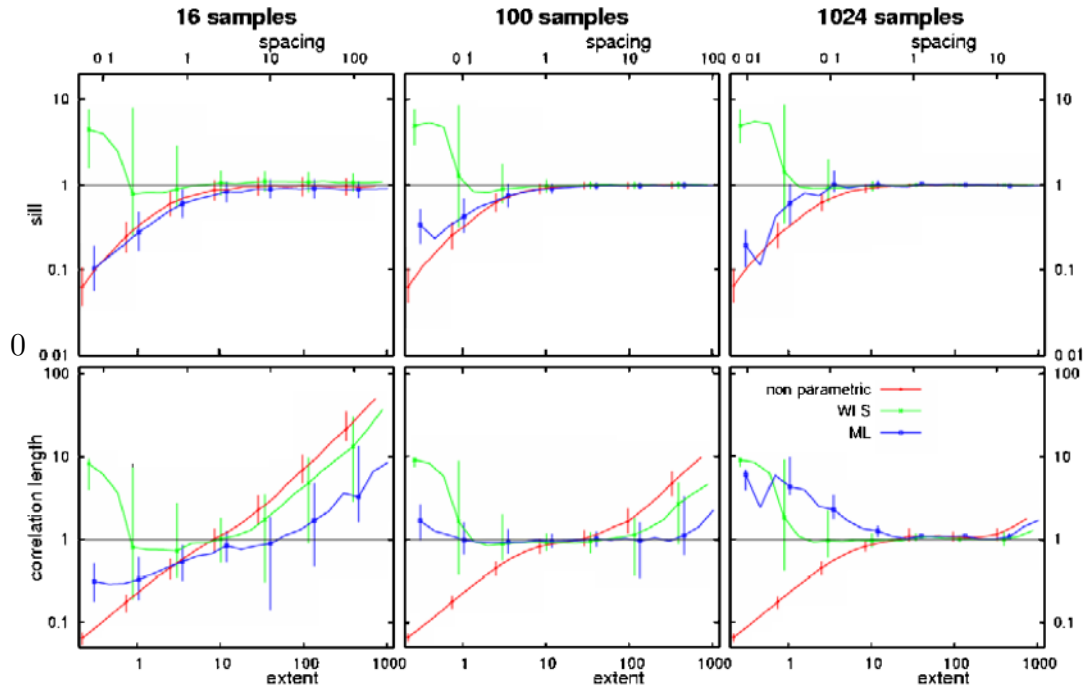 16 samples 100 samples 1024 samples
spacing spacing spacing
0 1 1 10 100 0 1 1 10 100 0 01 0 1 1 10
10 10
1 1
sill
0.1 0.1
0
0 01 0 01
100 100
non parametric
WI S
ML
10 10
correlation length
1 1
0.1 0.1
1 10 100 1000 1 10 100 1000 1 10 100 1000
extent extent extent